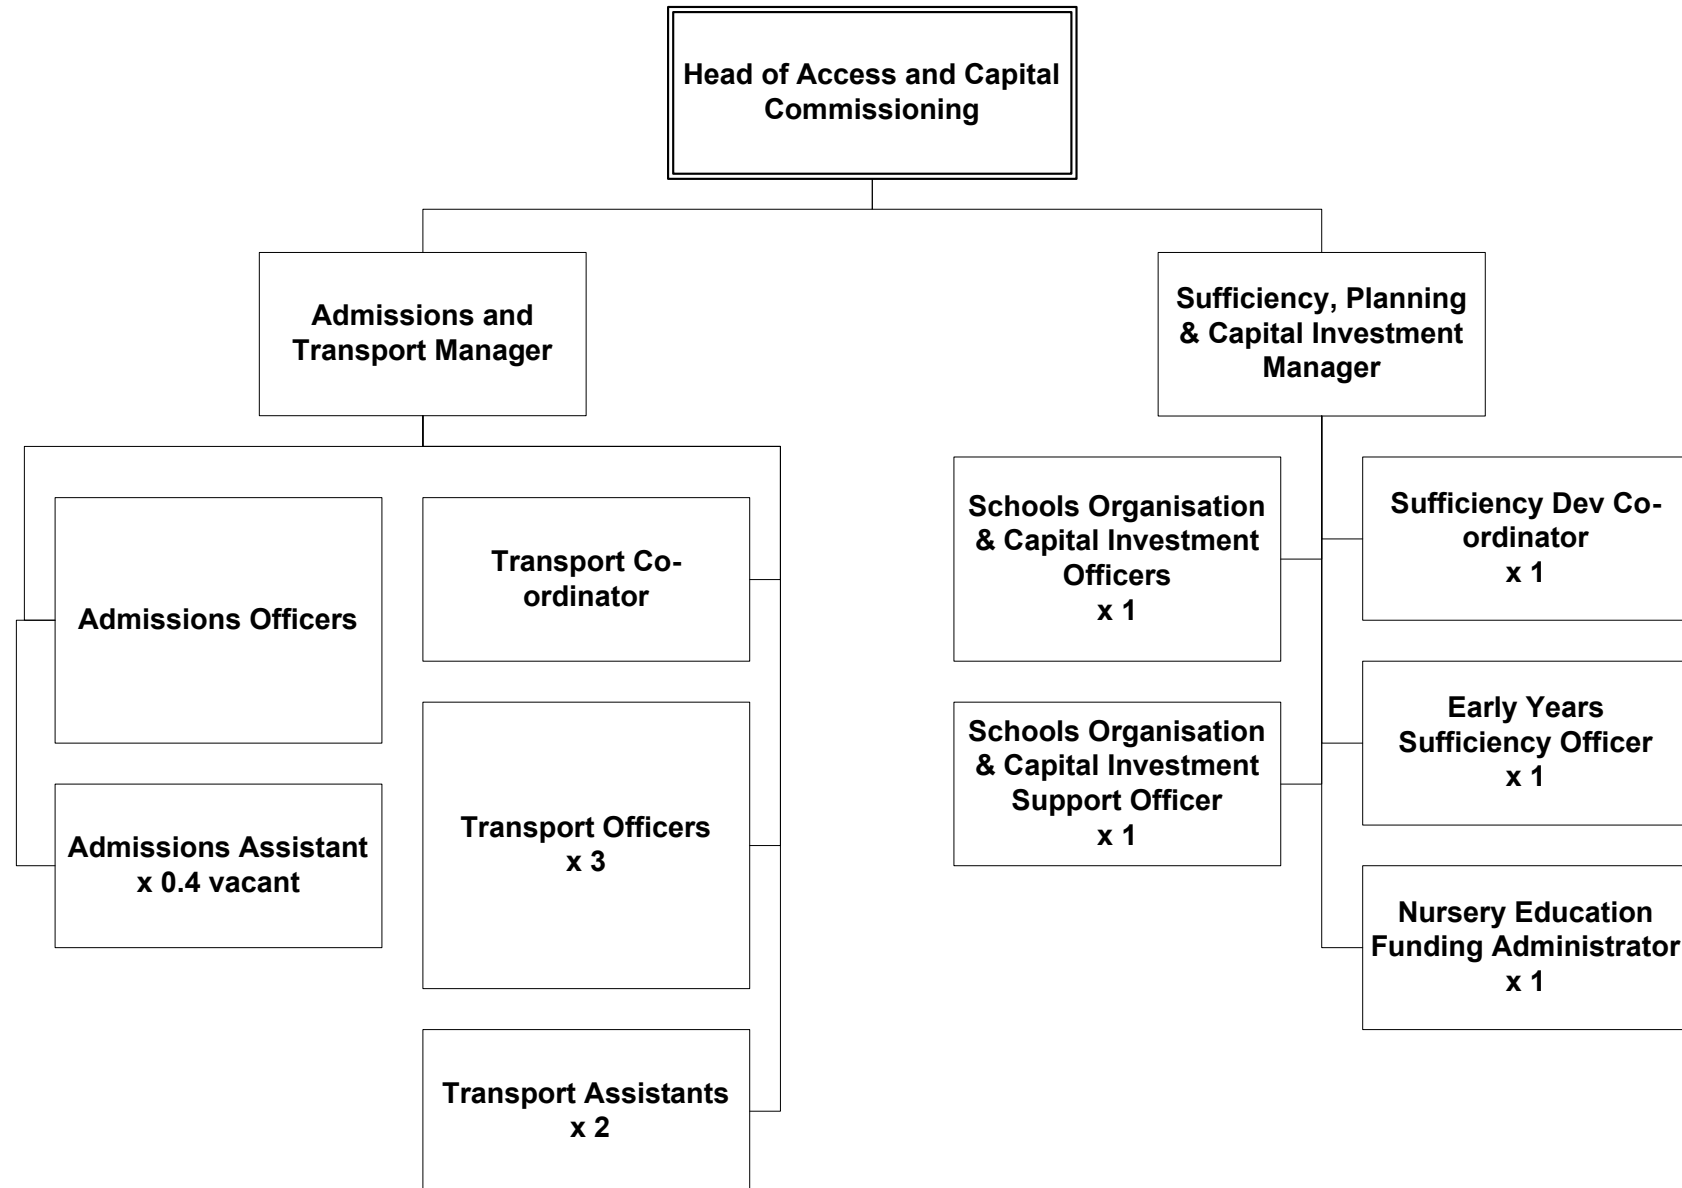 Head of Access and Capital
Commissioning
Admissions and
Transport Manager
Sufficiency, Planning
& Capital Investment
Manager
Admissions Officers
Admissions Assistant
x 0.4 vacant
Transport Co-
ordinator
Transport Officers
x 3
Transport Assistants
x 2
Schools Organisation
& Capital Investment
Officers
x 1
Schools Organisation
& Capital Investment
Support Officer
x 1
Sufficiency Dev Co-
ordinator
x 1
Early Years
Sufficiency Officer
x 1
Nursery Education
Funding Administrator
x 1